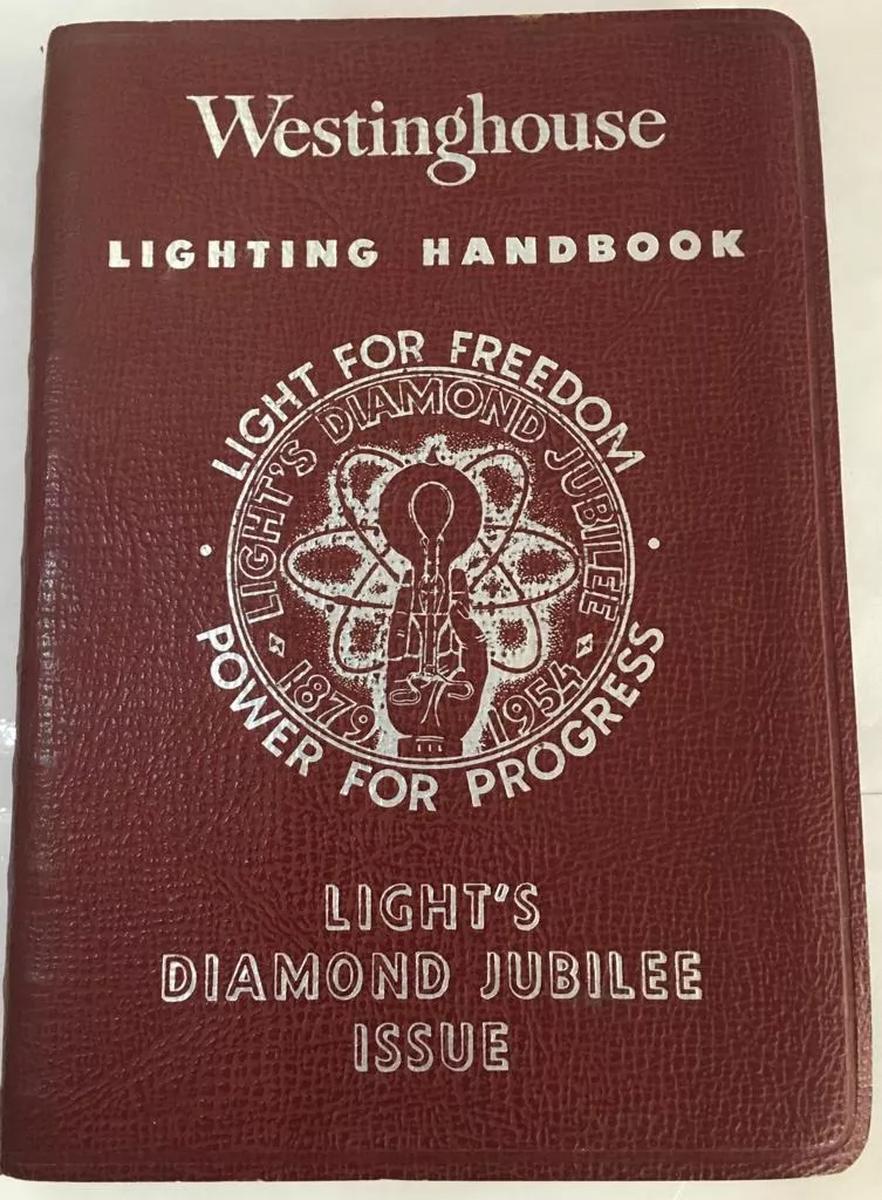 Westinghouse
LIGHTING HANDBOOK
LIGHT FOR FREEDOM
LIGHT'S DIAMOND JUBILEE
1879 1954
POWER FOR PROGRESS
LIGHT'S
DIAMOND JUBILEE
ISSUE